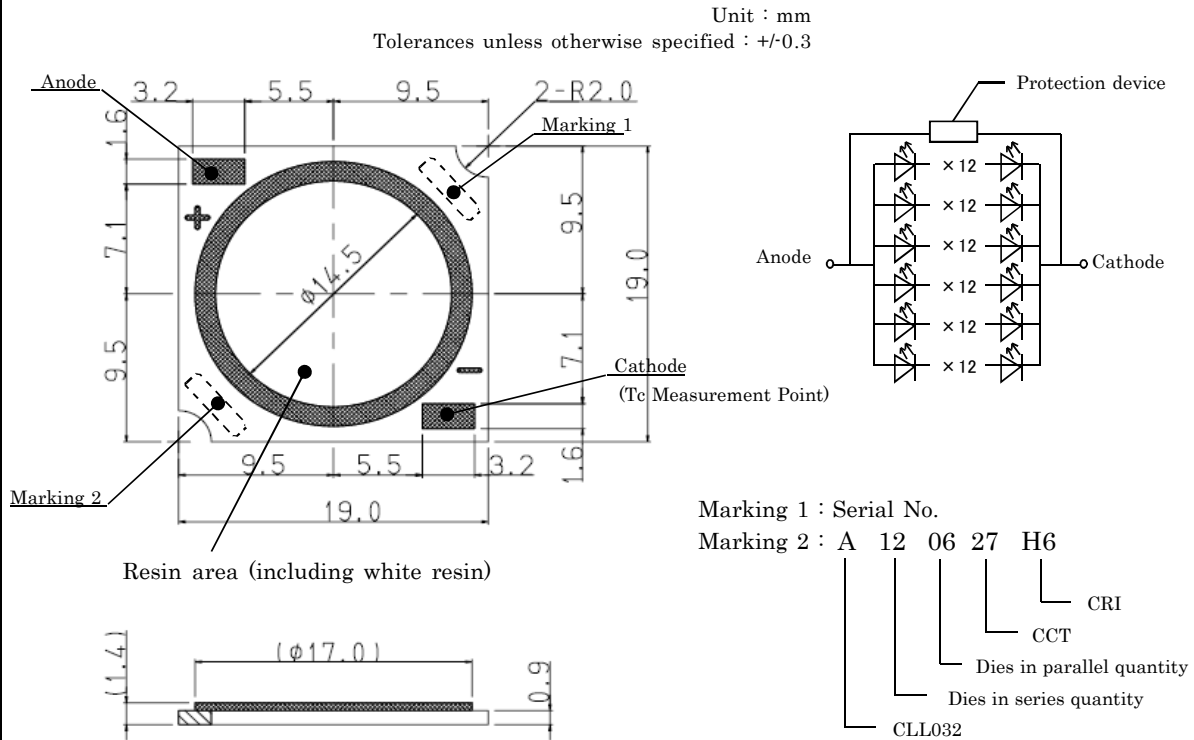 Unit : mm
Tolerances unless otherwise specified : +/-0.3
Anode
3.2 5.5 9.5 2-R2.0
Marking 1
1.6
7.1
9.5
+
φ14.5
9.5
19.0
7.1
1.6
−
Cathode
(Tc Measurement Point)
9.5 5.5 3.2
19.0
Marking 2
Resin area (including white resin)
(φ17.0)
(1.4)
0.9
Protection device
×12
×12
×12
×12
×12
×12
Anode
Cathode
Marking 1 : Serial No.
Marking 2 : A 12 06 27 H6
CRI
CCT
Dies in parallel quantity
Dies in series quantity
CLL032